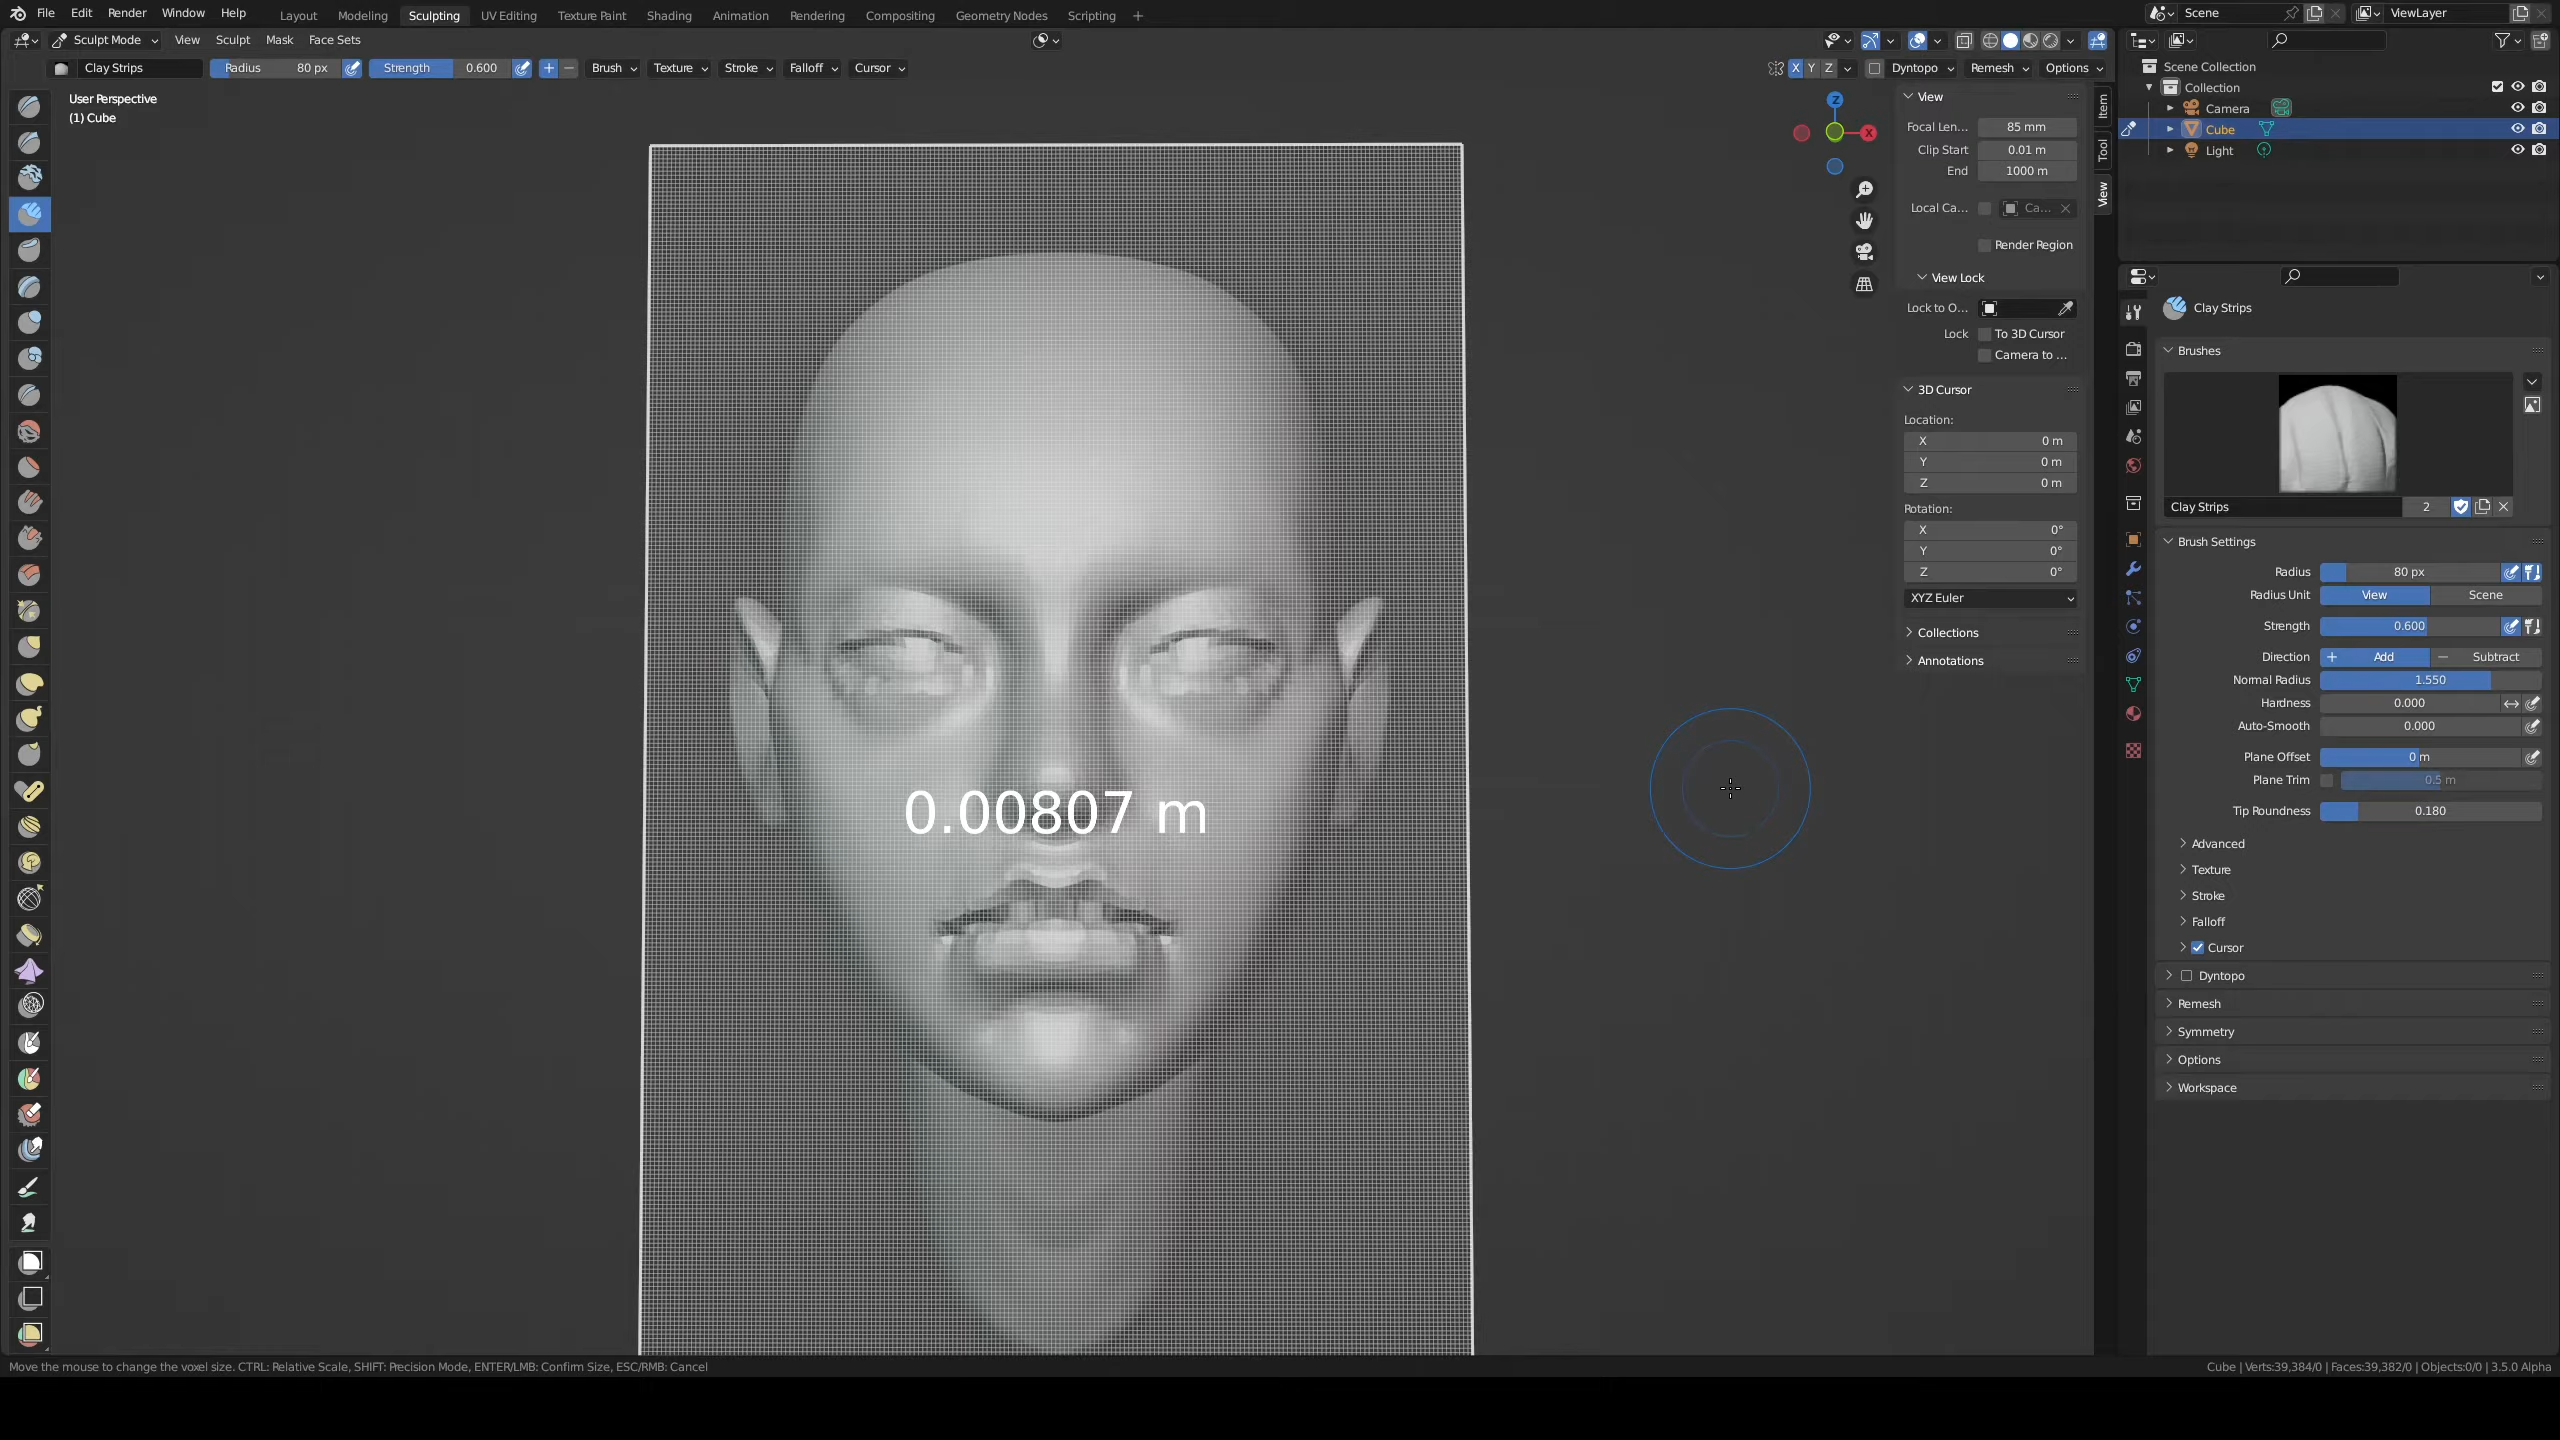 File Edit Render Window Help Layout Modeling Sculpting UV Editing Texture Paint Shading Animation Rendering Compositing Geometry Nodes Scripting + Scene ViewLayer
Sculpt Mode View Sculpt Mask Face Sets
Clay Strips Radius 80 px Strength 0.600 + − Brush Texture Stroke Falloff Cursor X Y Z Dyntopo Remesh Options
User Perspective
(1) Cube
Z
X
0.00807 m
View
Focal Len... 85 mm
Clip Start 0.01 m
End 1000 m
Local Ca... Ca...
Render Region
View Lock
Lock to O...
Lock To 3D Cursor
Camera to ...
3D Cursor
Location:
X 0 m
Y 0 m
Z 0 m
Rotation:
X 0°
Y 0°
Z 0°
XYZ Euler
Collections
Annotations
Item
Tool
View
Scene Collection
Collection
Camera
Cube
Light
Clay Strips
Brushes
Clay Strips 2
Brush Settings
Radius 80 px
Radius Unit View Scene
Strength 0.600
Direction + Add − Subtract
Normal Radius 1.550
Hardness 0.000
Auto-Smooth 0.000
Plane Offset 0 m
Plane Trim 0.5 m
Tip Roundness 0.180
Advanced
Texture
Stroke
Falloff
Cursor
Dyntopo
Remesh
Symmetry
Options
Workspace
Move the mouse to change the voxel size. CTRL: Relative Scale, SHIFT: Precision Mode, ENTER/LMB: Confirm Size, ESC/RMB: Cancel
Cube | Verts:39,384/0 | Faces:39,382/0 | Objects:0/0 | 3.5.0 Alpha